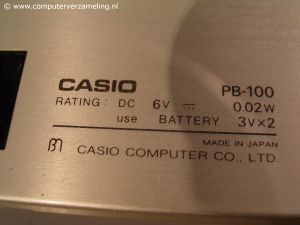 © www.computerverzameling.nl
CASIO PB-100
RATING: DC 6V ⎓ 0.02W
use BATTERY 3V×2
MADE IN JAPAN
CASIO COMPUTER CO., LTD.